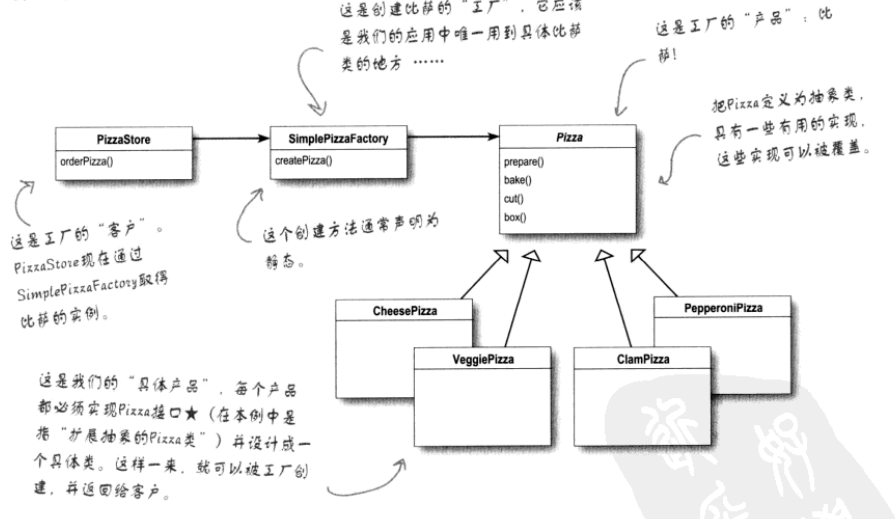 这是创建比萨的“工厂”，它应该
是我们的应用中唯一用到具体比萨
类的地方……
这是工厂的“产品”：比
萨！
把Pizza定义为抽象类，
具有一些有用的实现，
这些实现可以被覆盖。
PizzaStore
orderPizza()
SimplePizzaFactory
createPizza()
Pizza
prepare()
bake()
cut()
box()
这是工厂的“客户”。
PizzaStore现在通过
SimplePizzaFactory取得
比萨的实例。
这个创建方法通常声明为
静态。
CheesePizza
VeggiePizza
ClamPizza
PepperoniPizza
这是我们的“具体产品”，每个产品
都必须实现Pizza接口★（在本例中是
指“扩展抽象的Pizza类”）并设计成一
个具体类。这样一来，就可以被工厂创
建，并返回给客户。